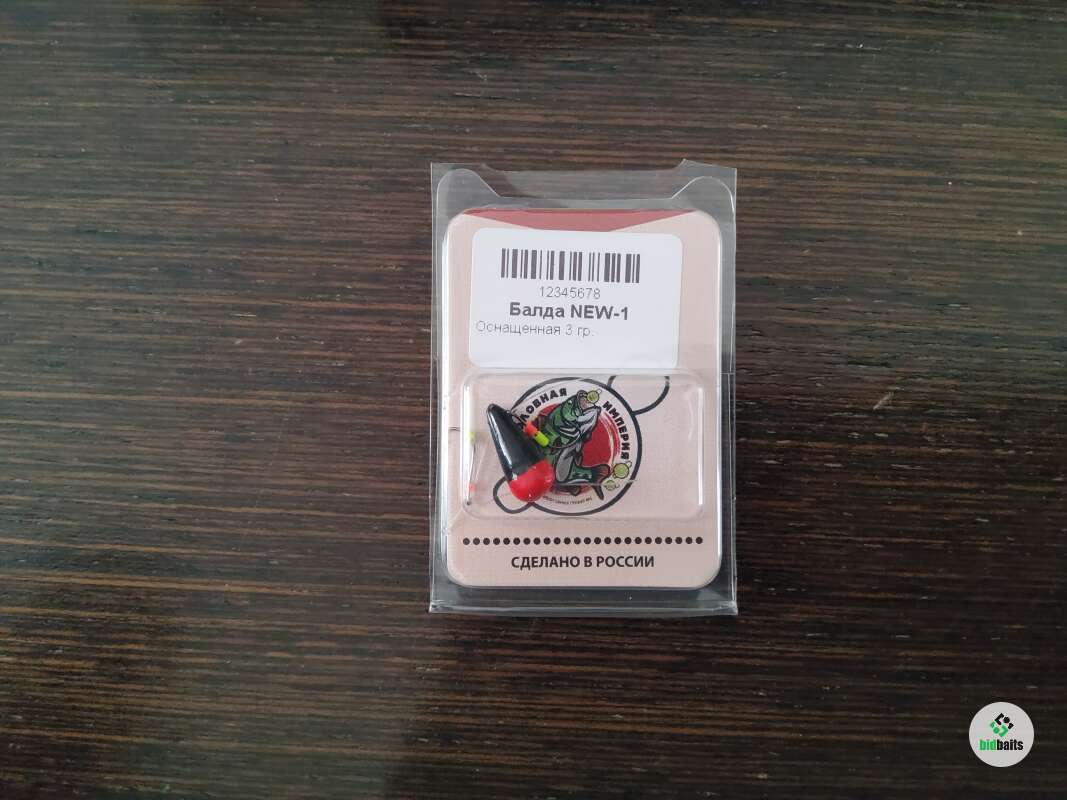 12345678
Балда NEW-1
Оснащенная 3 гр.
ИМПЕРИЯ
СДЕЛАНО В РОССИИ
bidbaits